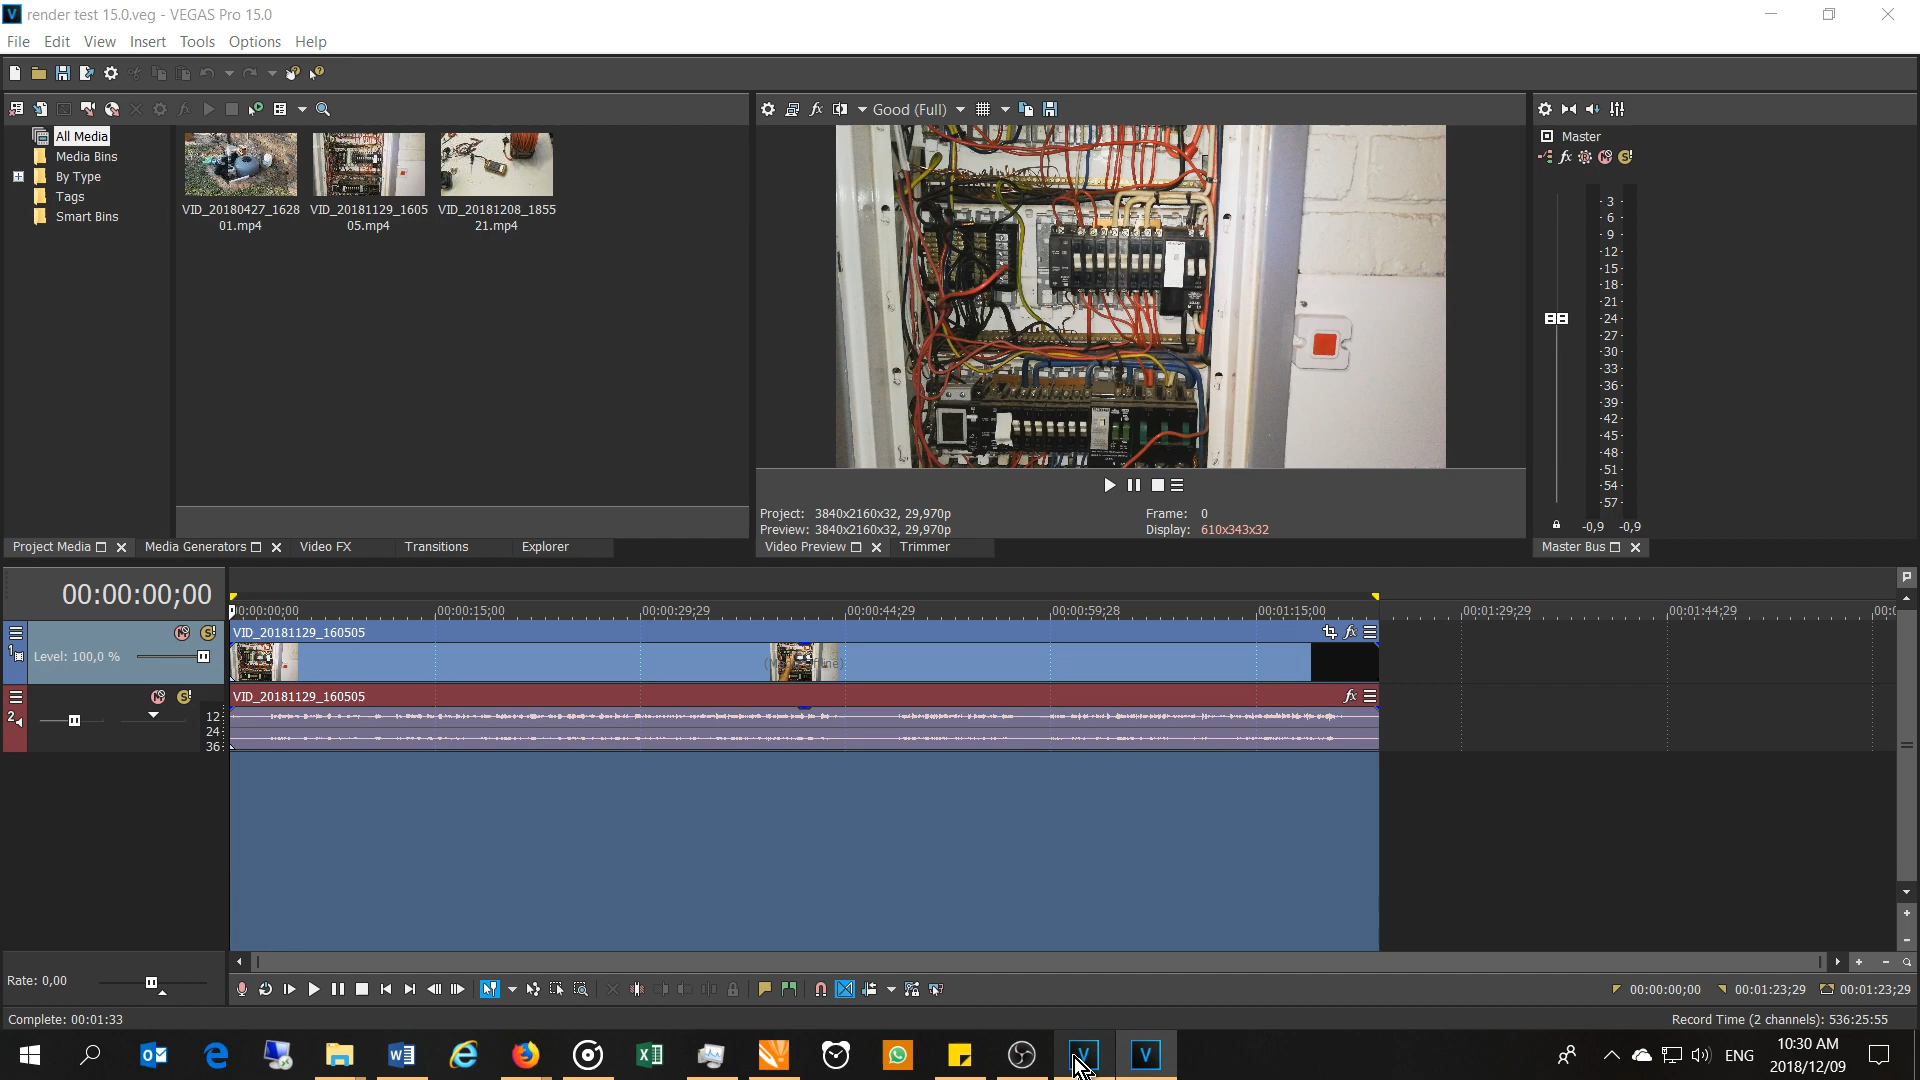 render test 15.0.veg - VEGAS Pro 15.0
File Edit View Insert Tools Options Help
Good (Full)
All Media
Media Bins
By Type
Tags
Smart Bins
VID_20180427_1628
01.mp4
VID_20181129_1605
05.mp4
VID_20181208_1855
21.mp4
Master
-3
-6
-9
-12
-15
-18
-21
-24
-27
-30
-33
-36
-39
-42
-45
-48
-51
-54
-57
-0,9 -0,9
Project: 3840x2160x32, 29,970p
Preview: 3840x2160x32, 29,970p
Frame: 0
Display: 610x343x32
Project Media
Media Generators
Video FX
Transitions
Explorer
Video Preview
Trimmer
Master Bus
00:00:00;00
00:00:15;00
00:00:29;29
00:00:44;29
00:00:59;28
00:01:15;00
00:01:29;29
00:01:44;29
00:00:00;00
1
Level: 100,0 %
VID_20181129_160505
2
12
24
36
VID_20181129_160505
Rate: 0,00
00:00:00;00
00:01:23;29
00:01:23;29
Complete: 00:01:33
Record Time (2 channels): 536:25:55
ENG
10:30 AM
2018/12/09